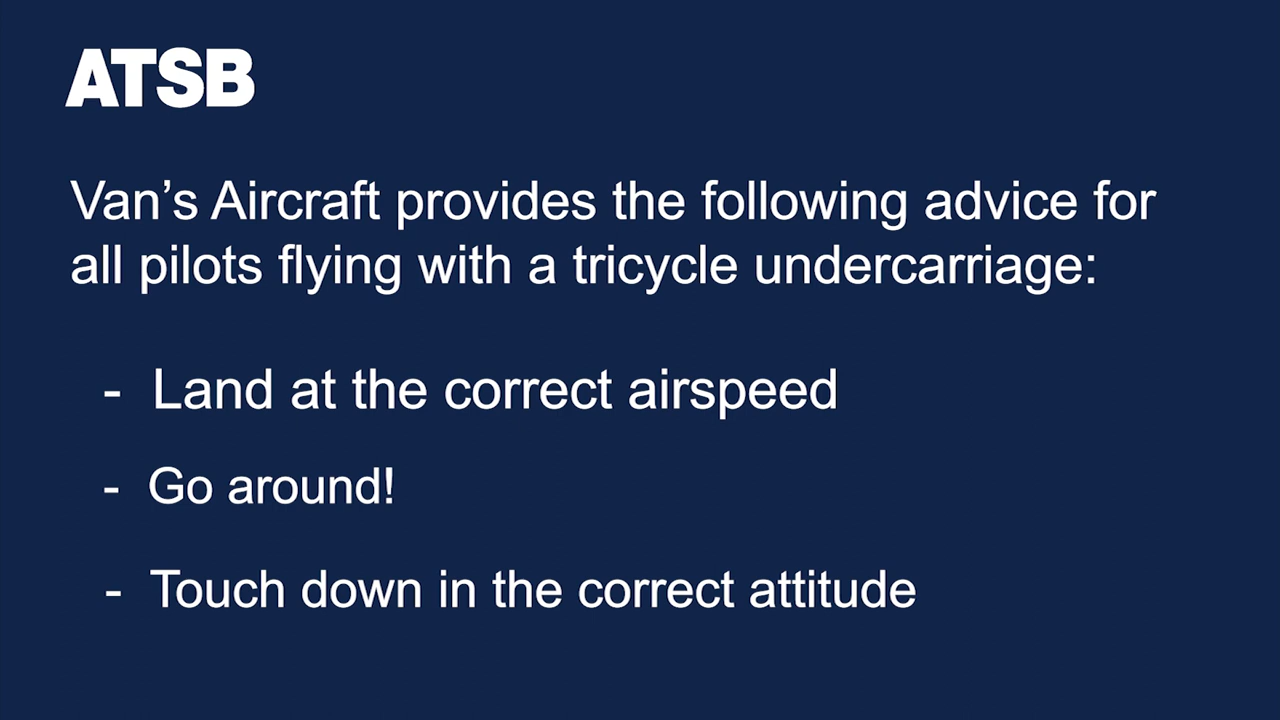 ATSB
Van’s Aircraft provides the following advice for
all pilots flying with a tricycle undercarriage:
- Land at the correct airspeed
- Go around!
- Touch down in the correct attitude